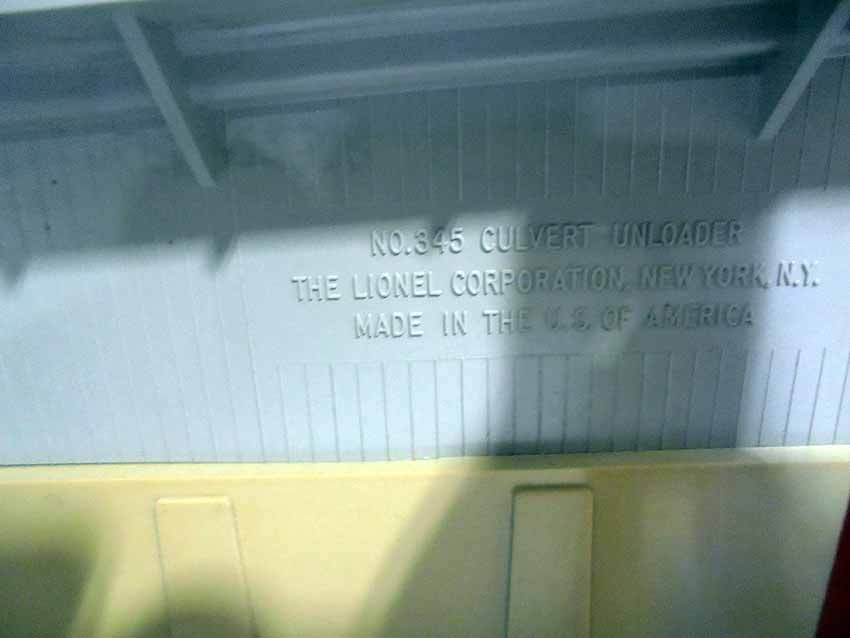 NO.345 CULVERT UNLOADER
THE LIONEL CORPORATION, NEW YORK, N.Y.
MADE IN THE U.S. OF AMERICA